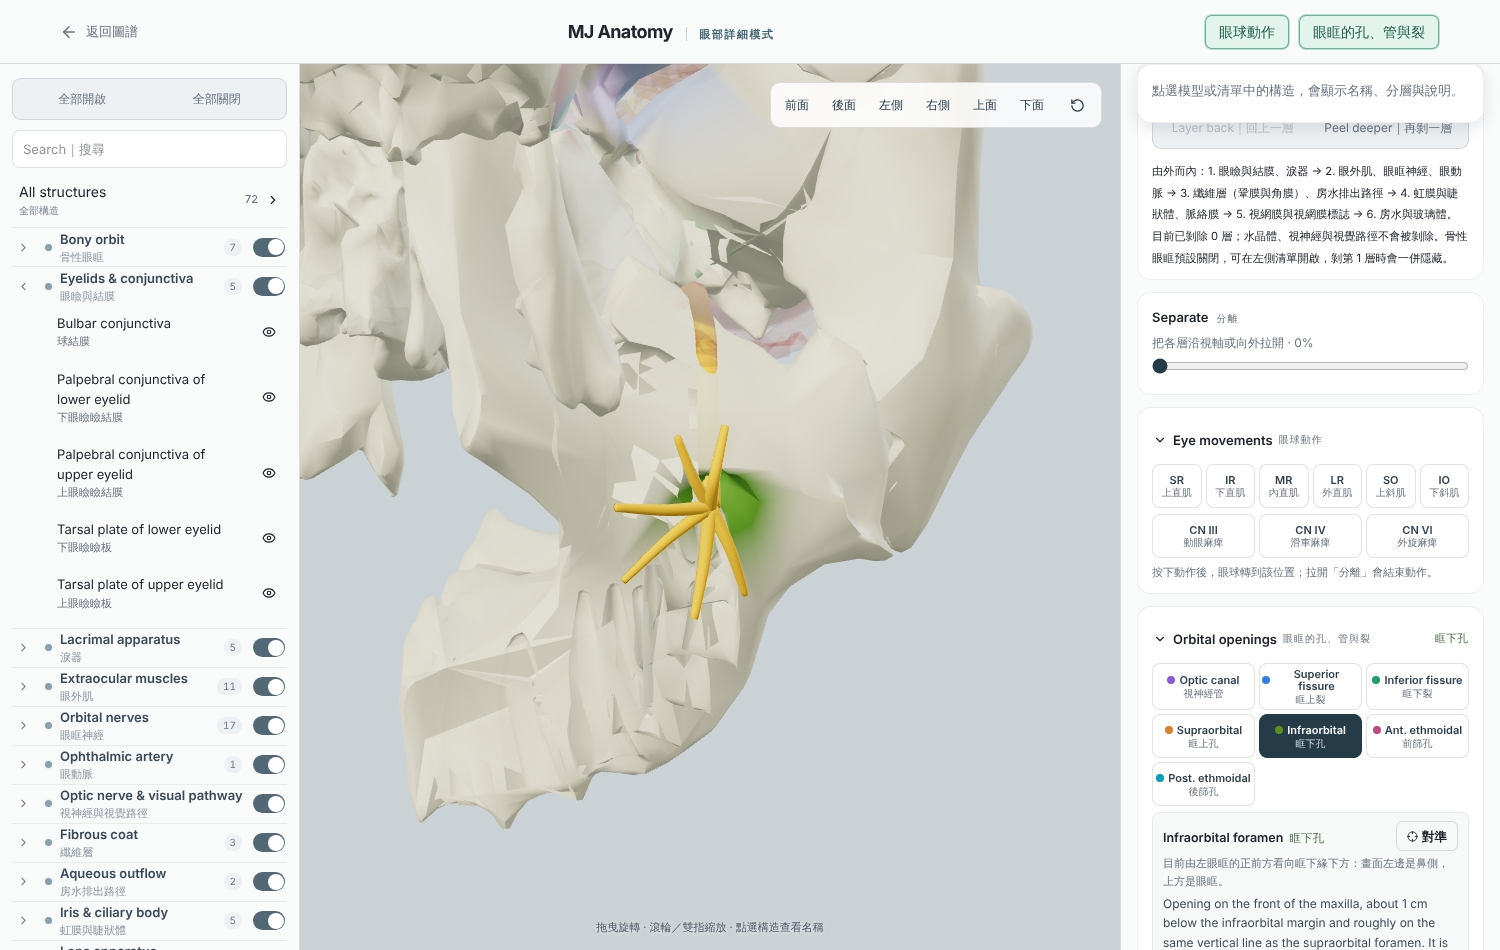 返回圖譜
MJ Anatomy
眼部詳細模式
眼球動作
眼眶的孔、管與裂
全部開啟
全部關閉
Search | 搜尋
All structures
全部構造
72
Bony orbit
骨性眼眶
7
Eyelids & conjunctiva
眼瞼與結膜
5
Bulbar conjunctiva
球結膜
Palpebral conjunctiva of
lower eyelid
下眼瞼瞼結膜
Palpebral conjunctiva of
upper eyelid
上眼瞼瞼結膜
Tarsal plate of lower eyelid
下眼瞼瞼板
Tarsal plate of upper eyelid
上眼瞼瞼板
Lacrimal apparatus
淚器
5
Extraocular muscles
眼外肌
11
Orbital nerves
眼眶神經
17
Ophthalmic artery
眼動脈
1
Optic nerve & visual pathway
視神經與視覺路徑
5
Fibrous coat
纖維層
3
Aqueous outflow
房水排出路徑
2
Iris & ciliary body
虹膜與睫狀體
5
前面
後面
左側
右側
上面
下面
拖曳旋轉 · 滾輪／雙指縮放 · 點選構造查看名稱
點選模型或清單中的構造，會顯示名稱、分層與說明。
Layer back | 回上一層
Peel deeper | 再剝一層
由外而內：1. 眼瞼與結膜、淚器 → 2. 眼外肌、眼眶神經、眼動
脈 → 3. 纖維層（鞏膜與角膜）、房水排出路徑 → 4. 虹膜與睫
狀體、脈絡膜 → 5. 視網膜與視網膜標誌 → 6. 房水與玻璃體。
目前已剝除 0 層；水晶體、視神經與視覺路徑不會被剝除。骨性
眼眶預設關閉，可在左側清單開啟，剝第 1 層時會一併隱藏。
Separate 分離
把各層沿視軸或向外拉開 · 0%
Eye movements 眼球動作
SR
上直肌
IR
下直肌
MR
內直肌
LR
外直肌
SO
上斜肌
IO
下斜肌
CN III
動眼麻痺
CN IV
滑車麻痺
CN VI
外旋麻痺
按下動作後，眼球轉到該位置；拉開「分離」會結束動作。
Orbital openings 眼眶的孔、管與裂
眶下孔
Optic canal
視神經管
Superior
fissure
眶上裂
Inferior fissure
眶下裂
Supraorbital
眶上孔
Infraorbital
眶下孔
Ant. ethmoidal
前篩孔
Post. ethmoidal
後篩孔
Infraorbital foramen 眶下孔
對準
目前由左眼眶的正前方看向眶下緣下方：畫面左邊是鼻側，
上方是眼眶。
Opening on the front of the maxilla, about 1 cm
below the infraorbital margin and roughly on the
same vertical line as the supraorbital foramen. It is